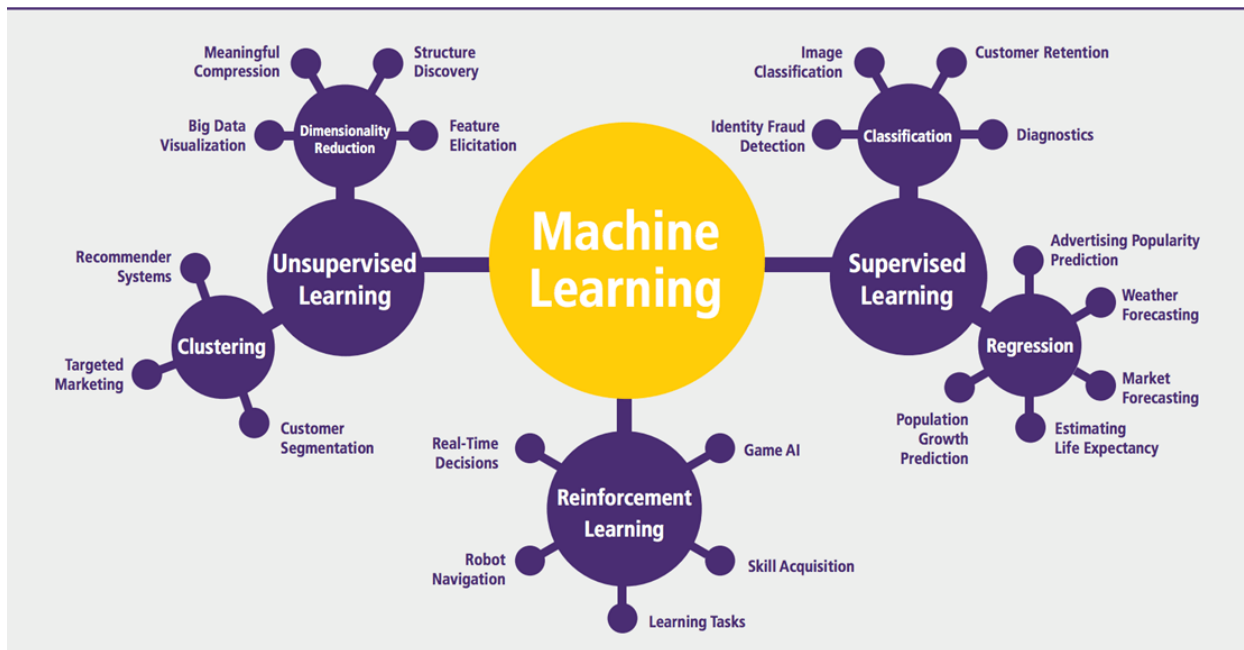 Machine
Learning
Unsupervised
Learning
Dimensionality
Reduction
Meaningful
Compression
Structure
Discovery
Big Data
Visualization
Feature
Elicitation
Clustering
Recommender
Systems
Targeted
Marketing
Customer
Segmentation
Supervised
Learning
Classification
Image
Classification
Customer Retention
Identity Fraud
Detection
Diagnostics
Regression
Advertising Popularity
Prediction
Weather
Forecasting
Market
Forecasting
Estimating
Life Expectancy
Population
Growth
Prediction
Reinforcement
Learning
Real-Time
Decisions
Game AI
Robot
Navigation
Skill Acquisition
Learning Tasks